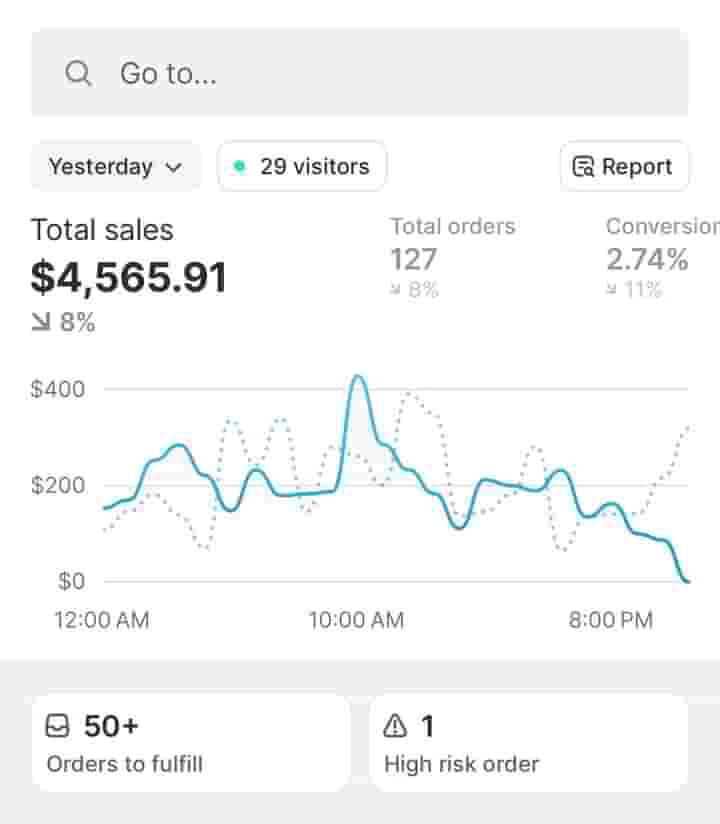 Go to...
Yesterday 29 visitors Report
Total sales Total orders Conversion
$4,565.91 127 2.74%
8% 8% 11%
$400
$200
$0
12:00 AM 10:00 AM 8:00 PM
50+ 1
Orders to fulfill High risk order